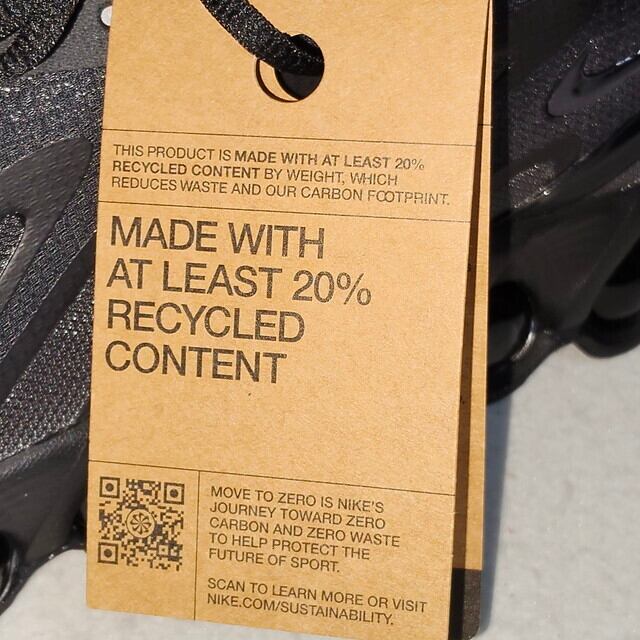 THIS PRODUCT IS MADE WITH AT LEAST 20%
RECYCLED CONTENT BY WEIGHT, WHICH
REDUCES WASTE AND OUR CARBON FOOTPRINT.
MADE WITH
AT LEAST 20%
RECYCLED
CONTENT
MOVE TO ZERO IS NIKE'S
JOURNEY TOWARD ZERO
CARBON AND ZERO WASTE
TO HELP PROTECT THE
FUTURE OF SPORT.
SCAN TO LEARN MORE OR VISIT
NIKE.COM/SUSTAINABILITY.